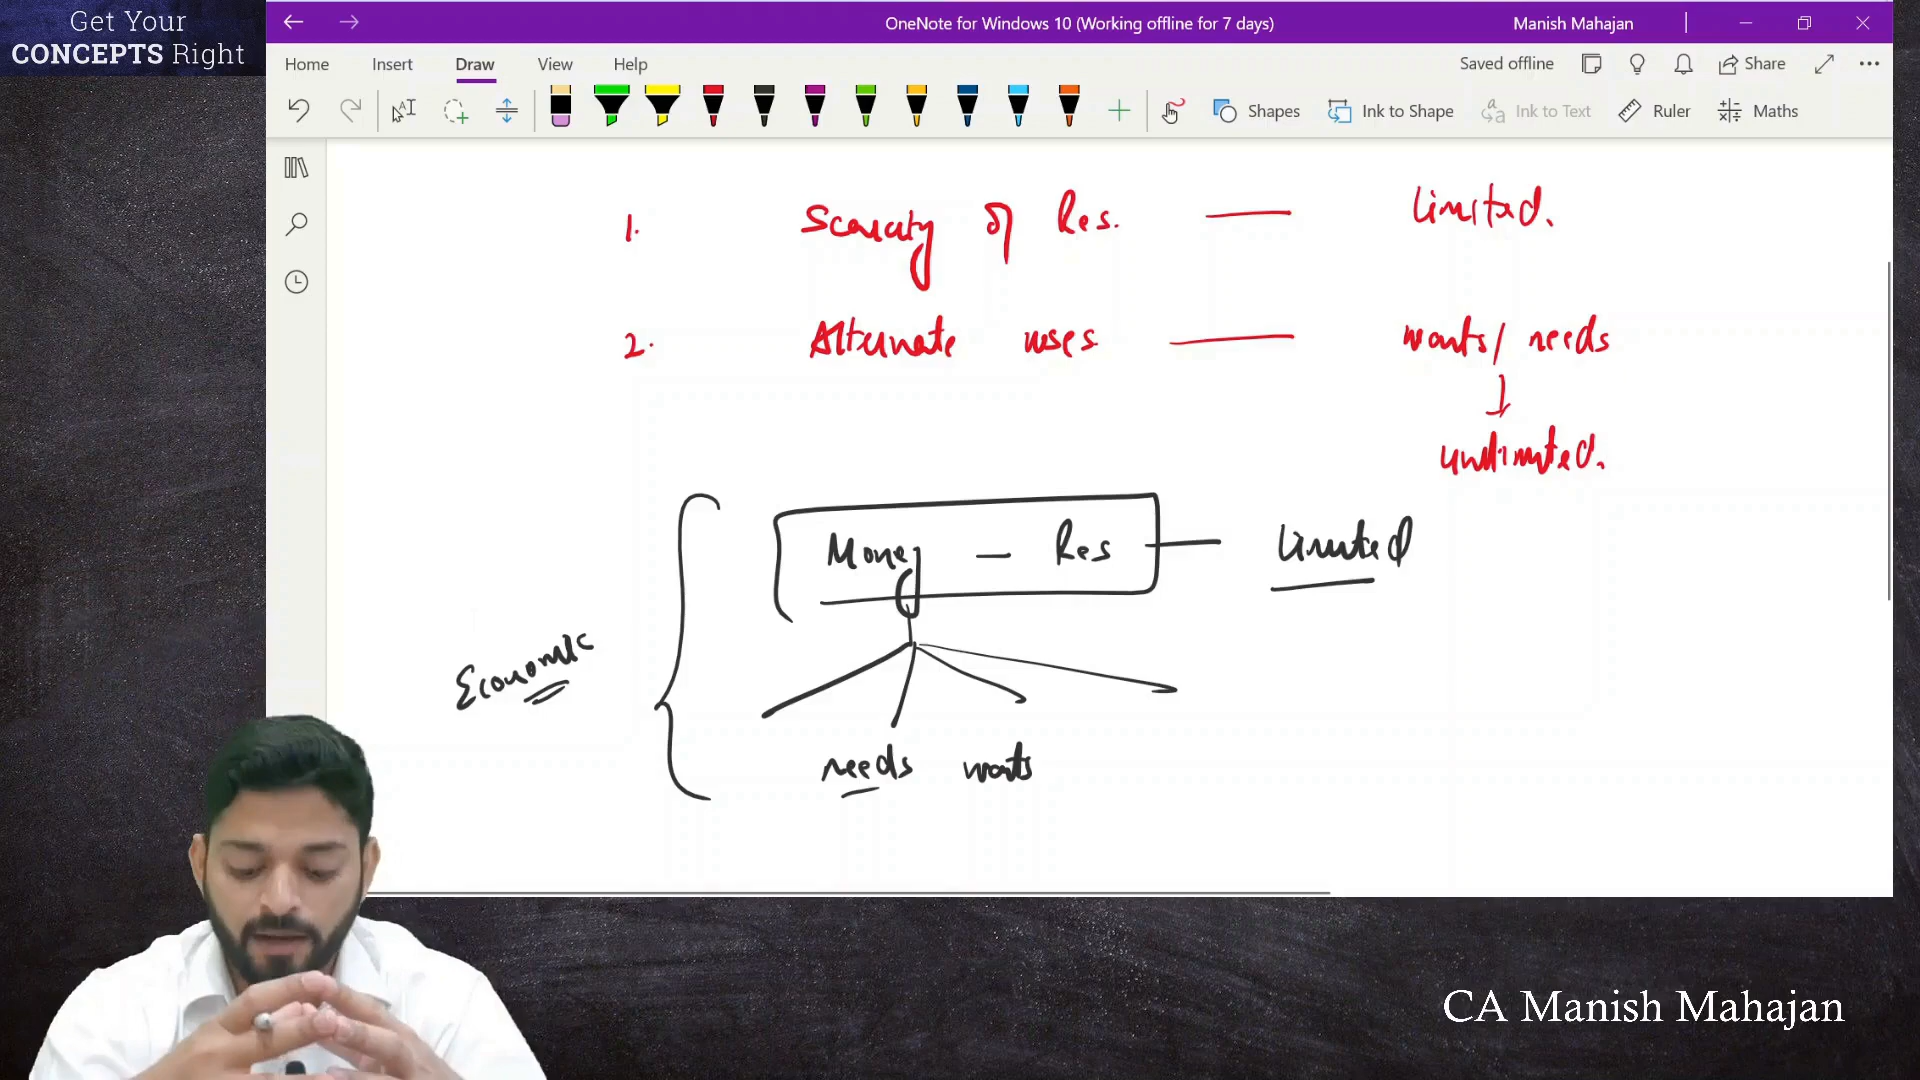 Get Your
CONCEPTS Right
OneNote for Windows 10 (Working offline for 7 days)
Manish Mahajan
Home Insert Draw View Help
Saved offline
Share
Shapes
Ink to Shape
Ink to Text
Ruler
Maths
1. Scarcity of Res. — Limited.
2. Alternate uses — wants/needs
unlimited.
Money — Res — Limited
Economic
needs wants
CA Manish Mahajan